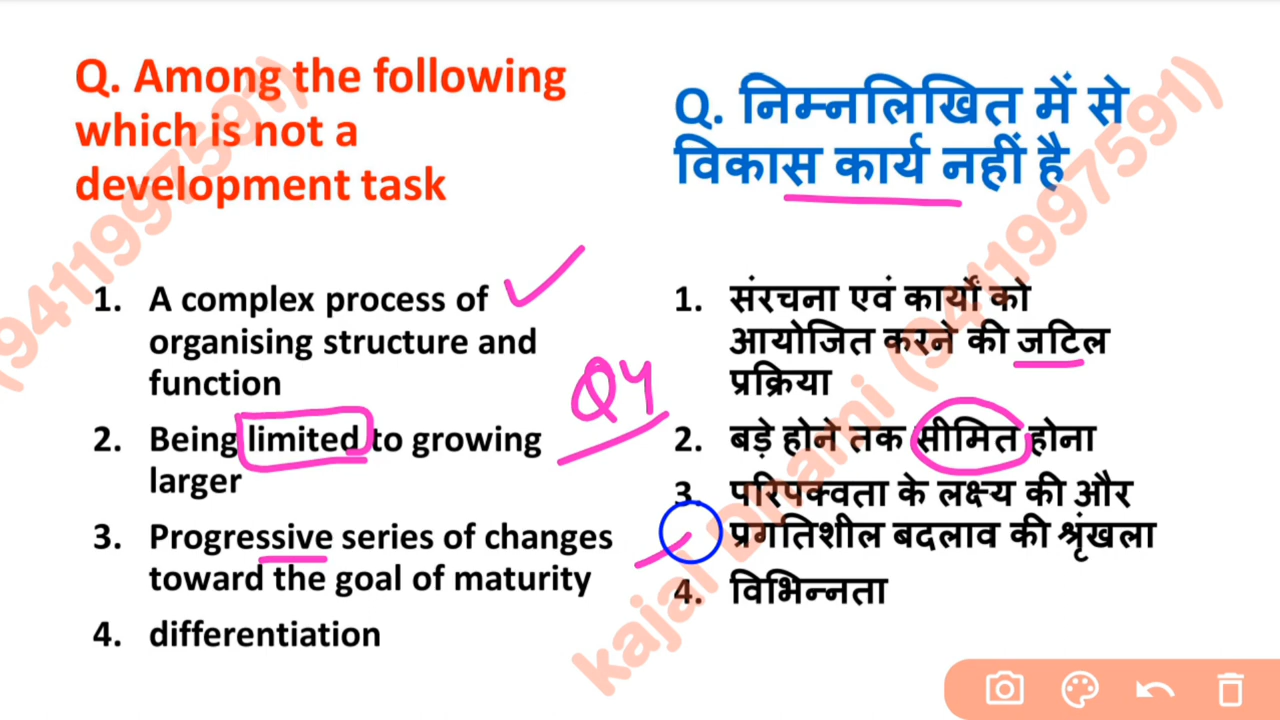 Q. Among the following
which is not a
development task
1. A complex process of
organising structure and
function
2. Being limited to growing
larger
3. Progressive series of changes
toward the goal of maturity
4. differentiation
Q4
Q. निम्नलिखित में से
विकास कार्य नहीं है
1. संरचना एवं कार्यों को
आयोजित करने की जटिल
प्रक्रिया
2. बड़े होने तक सीमित होना
3. परिपक्वता के लक्ष्य की और
प्रगतिशील बदलाव की श्रृंखला
4. विभिन्नता
(9411997591)
kajal Dhami (9411997591)